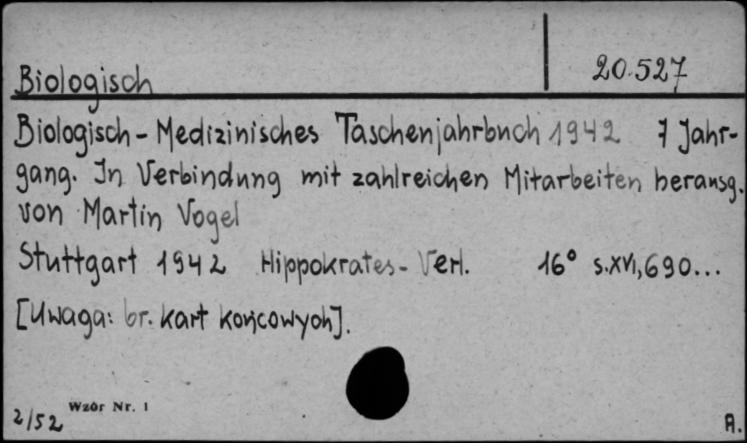 Biologisch 20.527
Biologisch - Medizinisches Taschenjahrbuch 1942 7 Jahr-
gang. In Verbindung mit zahlreichen Mitarbeiten herausg.
von Martin Vogel
Stuttgart 1942 Hippokrates - Verl. 16° s.XVI,690...
[Uwaga: br. kart końcowych].
Wzór Nr. 1
2/52 A.